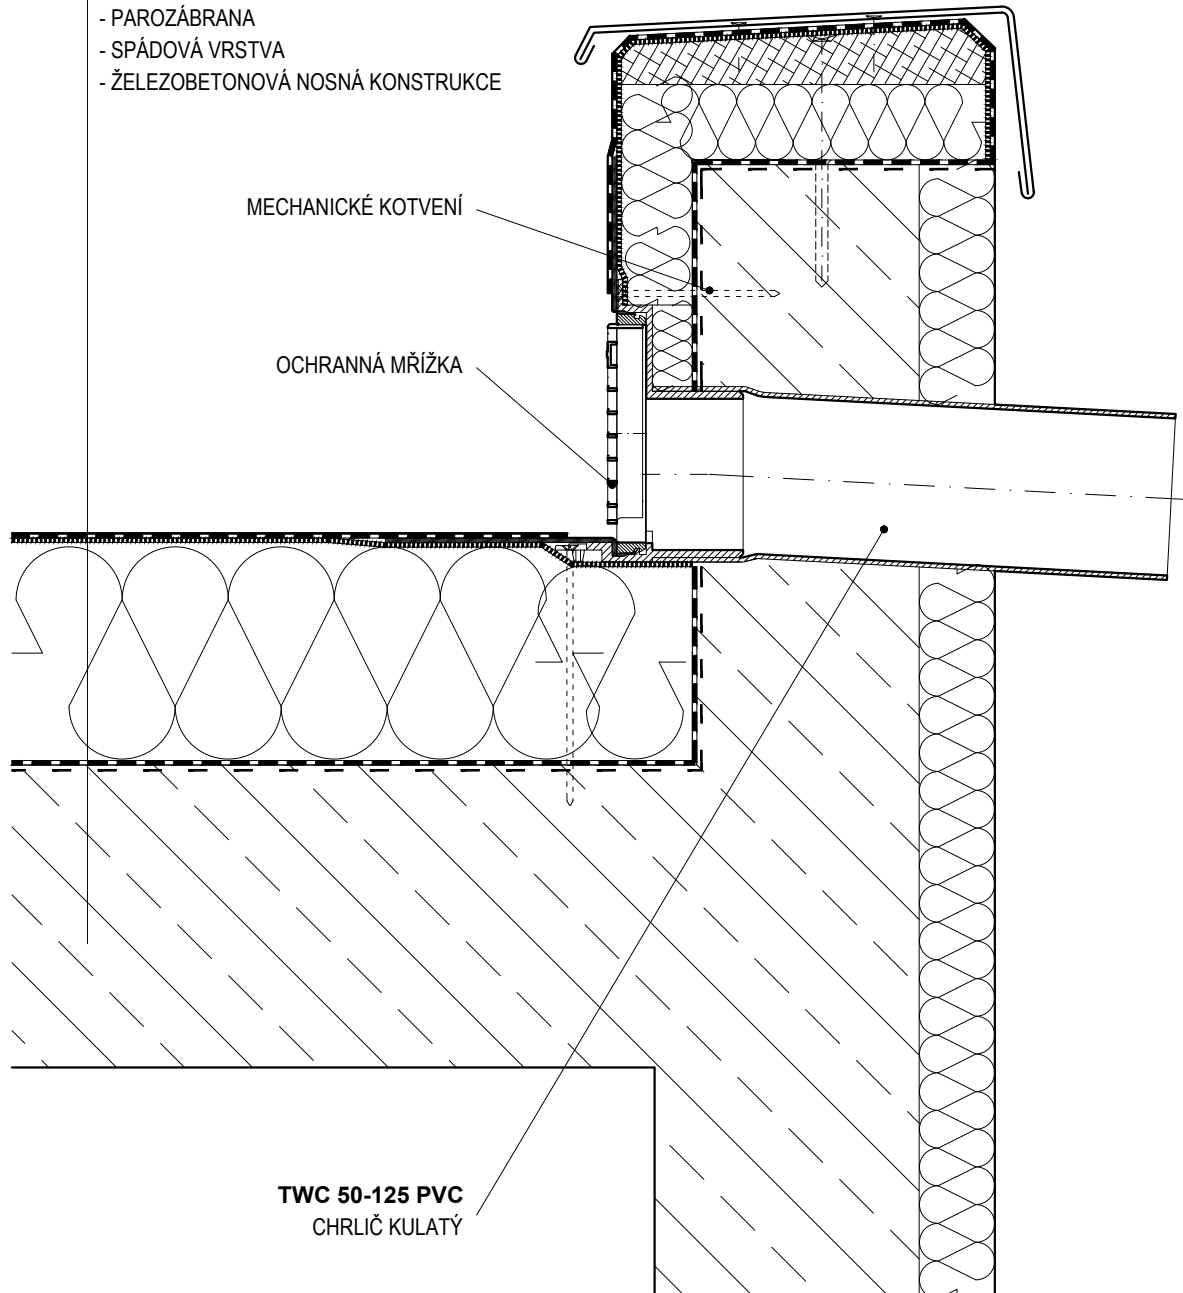 - PAROZÁBRANA
- SPÁDOVÁ VRSTVA
- ŽELEZOBETONOVÁ NOSNÁ KONSTRUKCE
MECHANICKÉ KOTVENÍ
OCHRANNÁ MŘÍŽKA
TWC 50-125 PVC
CHRLIČ KULATÝ